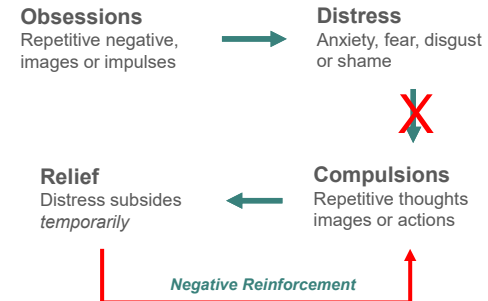 Obsessions
Repetitive negative,
images or impulses
Distress
Anxiety, fear, disgust
or shame
X
Relief
Distress subsides
temporarily
Compulsions
Repetitive thoughts
images or actions
Negative Reinforcement